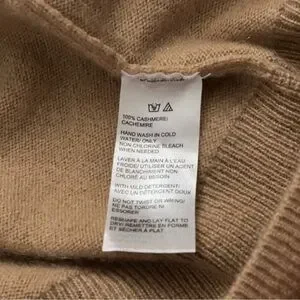 100% CASHMERE/
CACHEMIRE
HAND WASH IN COLD
WATER/ ONLY
NON CHLORINE BLEACH
WHEN NEEDED
LAVER À LA MAIN À L'EAU
FROIDE/ UTILISER UN AGENT
DE BLANCHIMENT NON
CHLORÉ AU BESOIN
WITH MILD DETERGENT/
AVEC UN DÉTERGENT DOUX
DO NOT TWIST OR WRING/
NE PAS TORDRE NI
ESSORER
RESHAPE AND LAY FLAT TO
DRY/ REMETTRE EN FORME
ET SÉCHER À PLAT